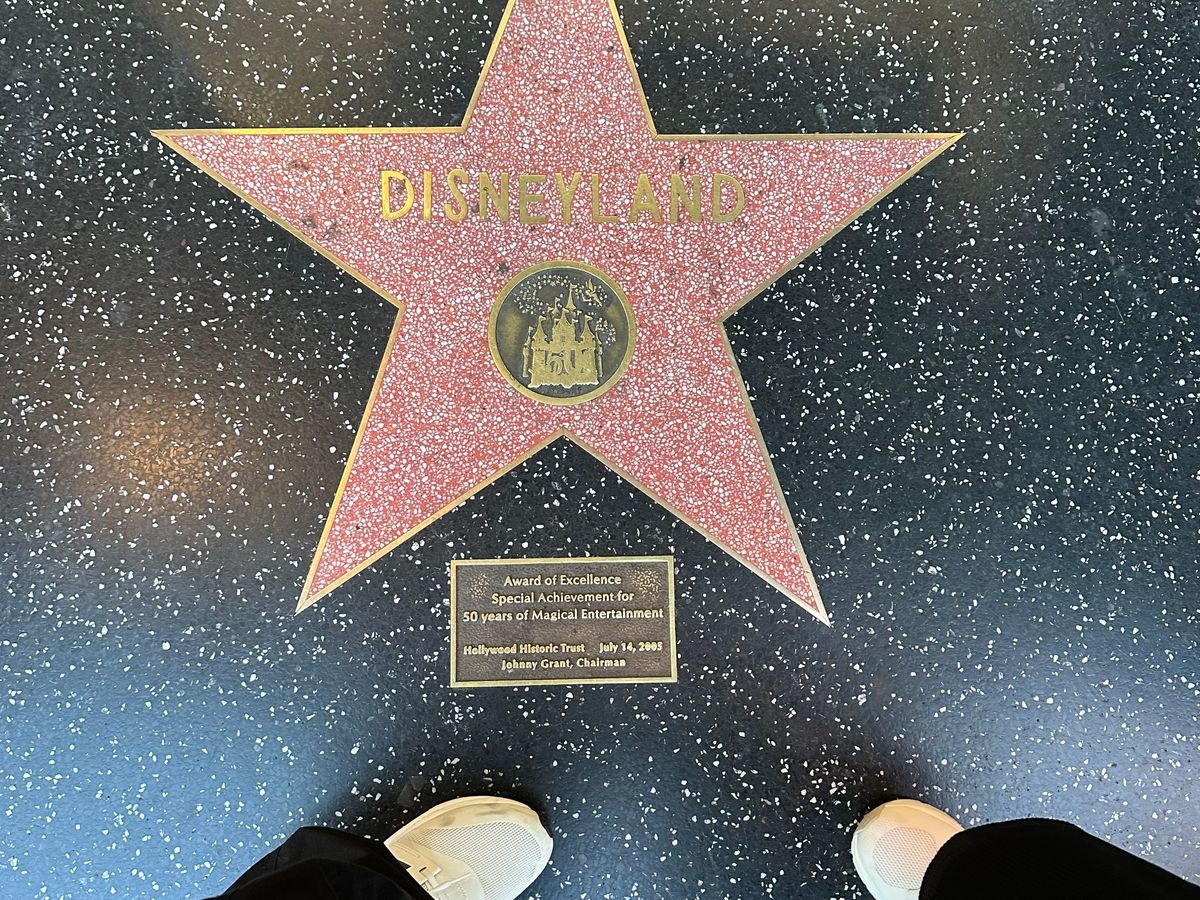 DISNEYLAND
50
Award of Excellence
Special Achievement for
50 years of Magical Entertainment
Hollywood Historic Trust July 14, 2005
Johnny Grant, Chairman